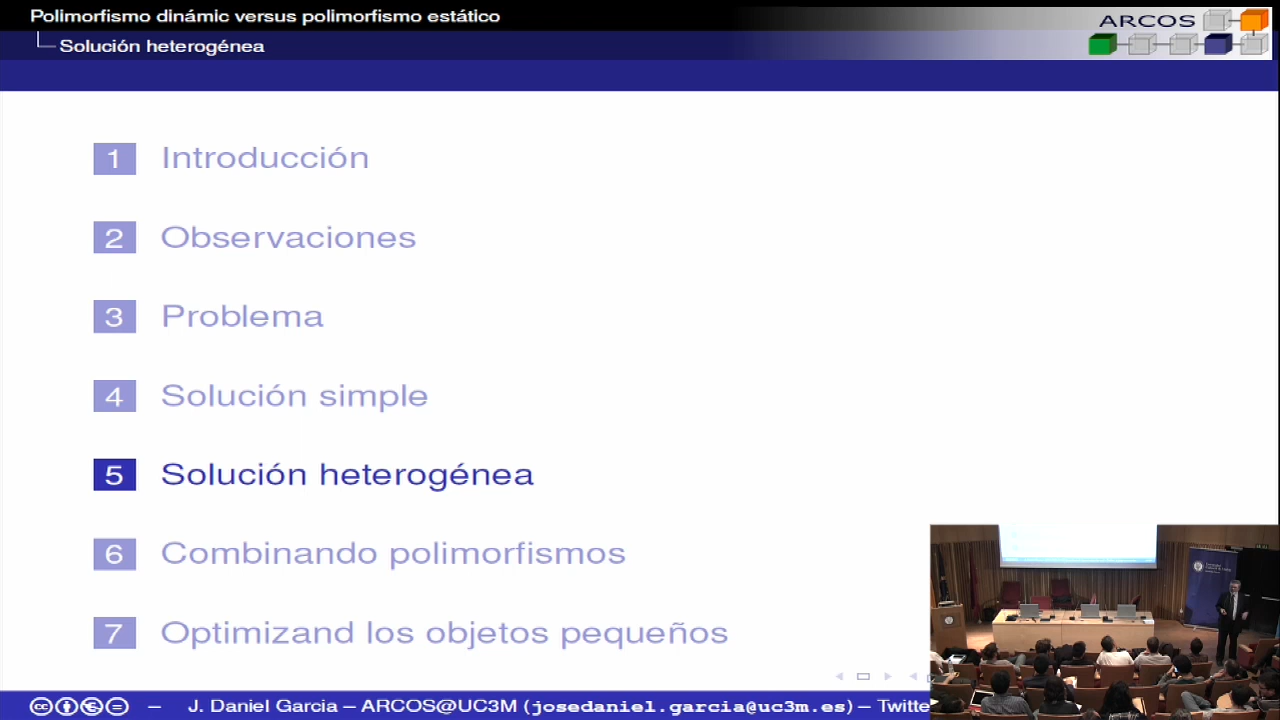 Polimorfismo dinámic versus polimorfismo estático
Solución heterogénea
ARCOS
1 Introducción
2 Observaciones
3 Problema
4 Solución simple
5 Solución heterogénea
6 Combinando polimorfismos
7 Optimizand los objetos pequeños
cc – J. Daniel Garcia – ARCOS@UC3M (josedaniel.garcia@uc3m.es) – Twitte